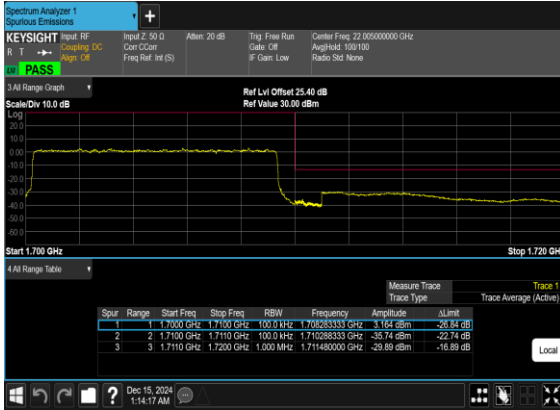 Spectrum Analyzer 1
Spurious Emissions
+
KEYSIGHT
R T
PASS
Input: RF
Coupling: DC
Align: Off
Input Z: 50 Ω
Corr CCorr
Freq Ref: Int (S)
Atten: 20 dB
Trig: Free Run
Gate: Off
IF Gain: Low
Center Freq: 22.005000000 GHz
Avg|Hold: 100/100
Radio Std: None
3 All Range Graph
Scale/Div 10.0 dB
Ref Lvl Offset 25.40 dB
Ref Value 30.00 dBm
Log
20.0
10.0
0.00
-10.0
-20.0
-30.0
-40.0
-50.0
-60.0
Start 1.700 GHz
Stop 1.720 GH
4 All Range Table
Measure Trace Trace 1
Trace Type Trace Average (Active)
Spur Range Start Freq Stop Freq RBW Frequency Amplitude ΔLimit
1 1 1.7000 GHz 1.7100 GHz 100.0 kHz 1.708283333 GHz 3.164 dBm -26.84 dB
2 2 1.7100 GHz 1.7110 GHz 100.0 kHz 1.710288333 GHz -35.74 dBm -22.74 dB
3 3 1.7110 GHz 1.7200 GHz 1.000 MHz 1.711480000 GHz -29.89 dBm -16.89 dB
Local
?
Dec 15, 2024
1:14:17 AM